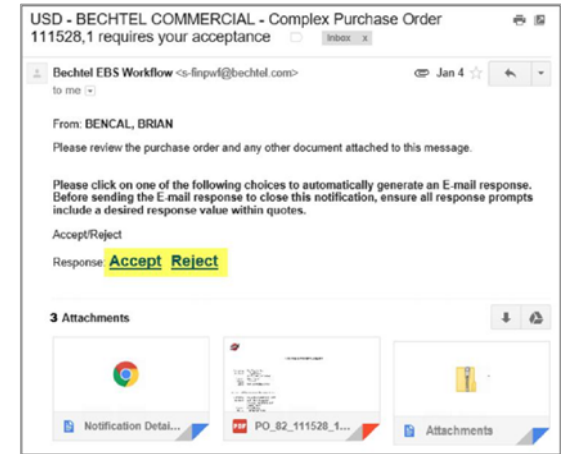 USD - BECHTEL COMMERCIAL - Complex Purchase Order
111528,1 requires your acceptance Inbox x
Bechtel EBS Workflow <s-finpwf@bechtel.com> Jan 4
to me
From: BENCAL, BRIAN
Please review the purchase order and any other document attached to this message.
Please click on one of the following choices to automatically generate an E-mail response.
Before sending the E-mail response to close this notification, ensure all response prompts
include a desired response value within quotes.
Accept/Reject
Response: Accept Reject
3 Attachments
Notification Detai... PDF PO_82_111528_1... Attachments